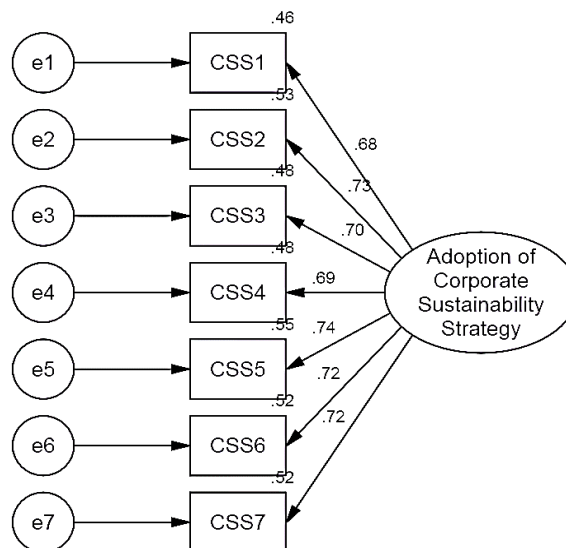 .46
e1
CSS1
.53
.68
e2
CSS2
.48
.73
e3
CSS3
.70
.48
e4
CSS4
.69
Adoption of
Corporate
Sustainability
Strategy
.55
.74
e5
CSS5
.72
.52
e6
CSS6
.72
.52
e7
CSS7